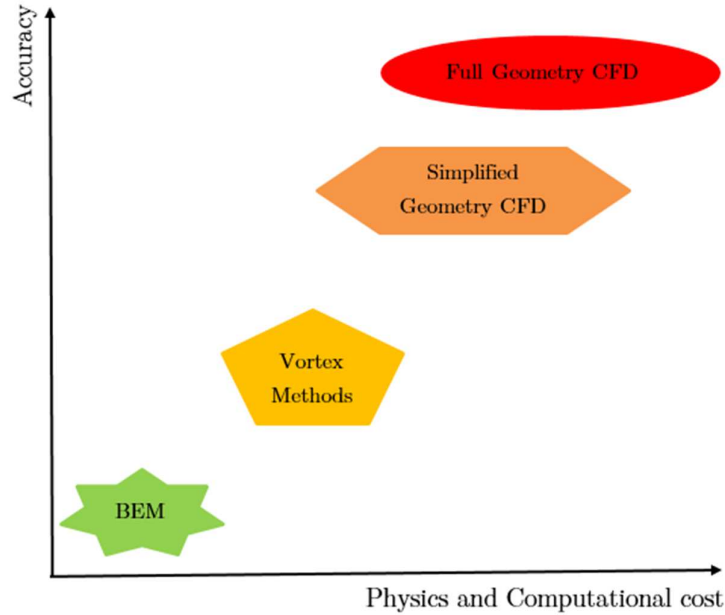 Accuracy
Full Geometry CFD
Simplified
Geometry CFD
Vortex
Methods
BEM
Physics and Computational cost